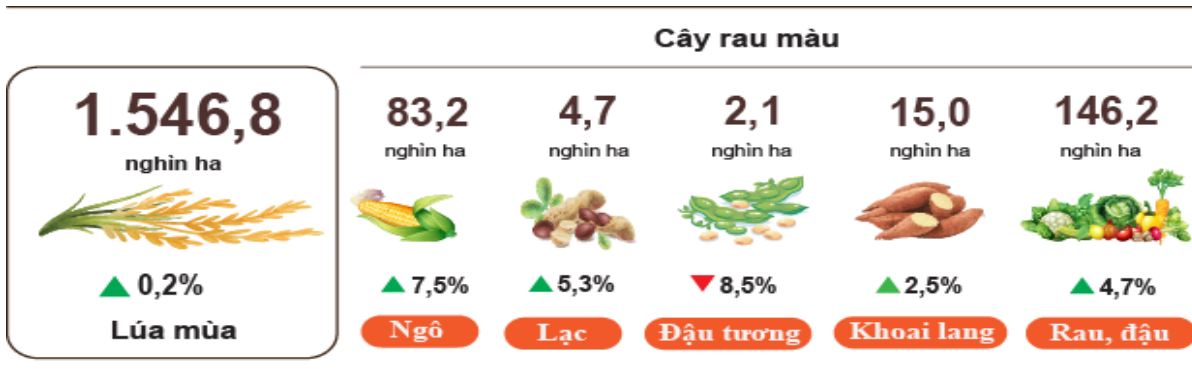 Cây rau màu
1.546,8
nghìn ha
▲ 0,2%
Lúa mùa
83,2
nghìn ha
▲ 7,5%
Ngô
4,7
nghìn ha
▲ 5,3%
Lạc
2,1
nghìn ha
▼ 8,5%
Đậu tương
15,0
nghìn ha
▲ 2,5%
Khoai lang
146,2
nghìn ha
▲ 4,7%
Rau, đậu